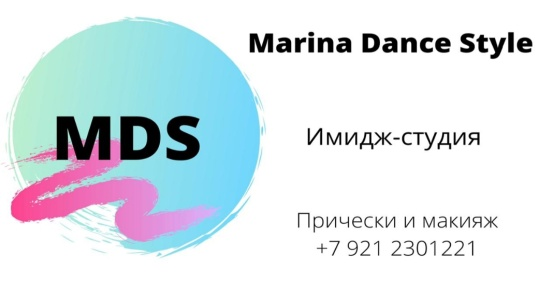 MDS
Marina Dance Style
Имидж-студия
Прически и макияж
+7 921 2301221